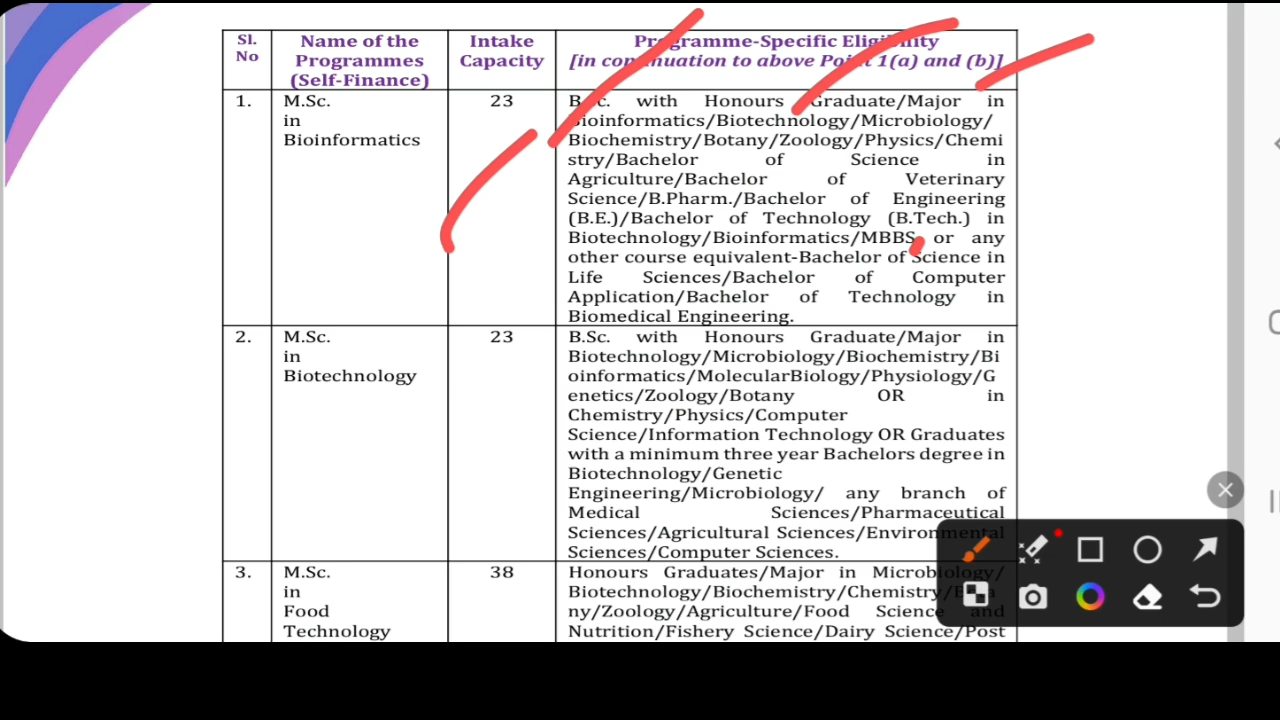 Sl. No
Name of the Programmes (Self-Finance)
Intake Capacity
Programme-Specific Eligibility
[in continuation to above Point 1(a) and (b)]
1.
M.Sc.
in
Bioinformatics
23
B.Sc. with Honours Graduate/Major in
Bioinformatics/Biotechnology/Microbiology/
Biochemistry/Botany/Zoology/Physics/Chemi
stry/Bachelor of Science in
Agriculture/Bachelor of Veterinary
Science/B.Pharm./Bachelor of Engineering
(B.E.)/Bachelor of Technology (B.Tech.) in
Biotechnology/Bioinformatics/MBBS or any
other course equivalent-Bachelor of Science in
Life Sciences/Bachelor of Computer
Application/Bachelor of Technology in
Biomedical Engineering.
2.
M.Sc.
in
Biotechnology
23
B.Sc. with Honours Graduate/Major in
Biotechnology/Microbiology/Biochemistry/Bi
oinformatics/MolecularBiology/Physiology/G
enetics/Zoology/Botany OR in
Chemistry/Physics/Computer
Science/Information Technology OR Graduates
with a minimum three year Bachelors degree in
Biotechnology/Genetic
Engineering/Microbiology/ any branch of
Medical Sciences/Pharmaceutical
Sciences/Agricultural Sciences/Environmental
Sciences/Computer Sciences.
3.
M.Sc.
in
Food
Technology
38
Honours Graduates/Major in Microbiology/
Biotechnology/Biochemistry/Chemistry/
ny/Zoology/Agriculture/Food Science and
Nutrition/Fishery Science/Dairy Science/Post